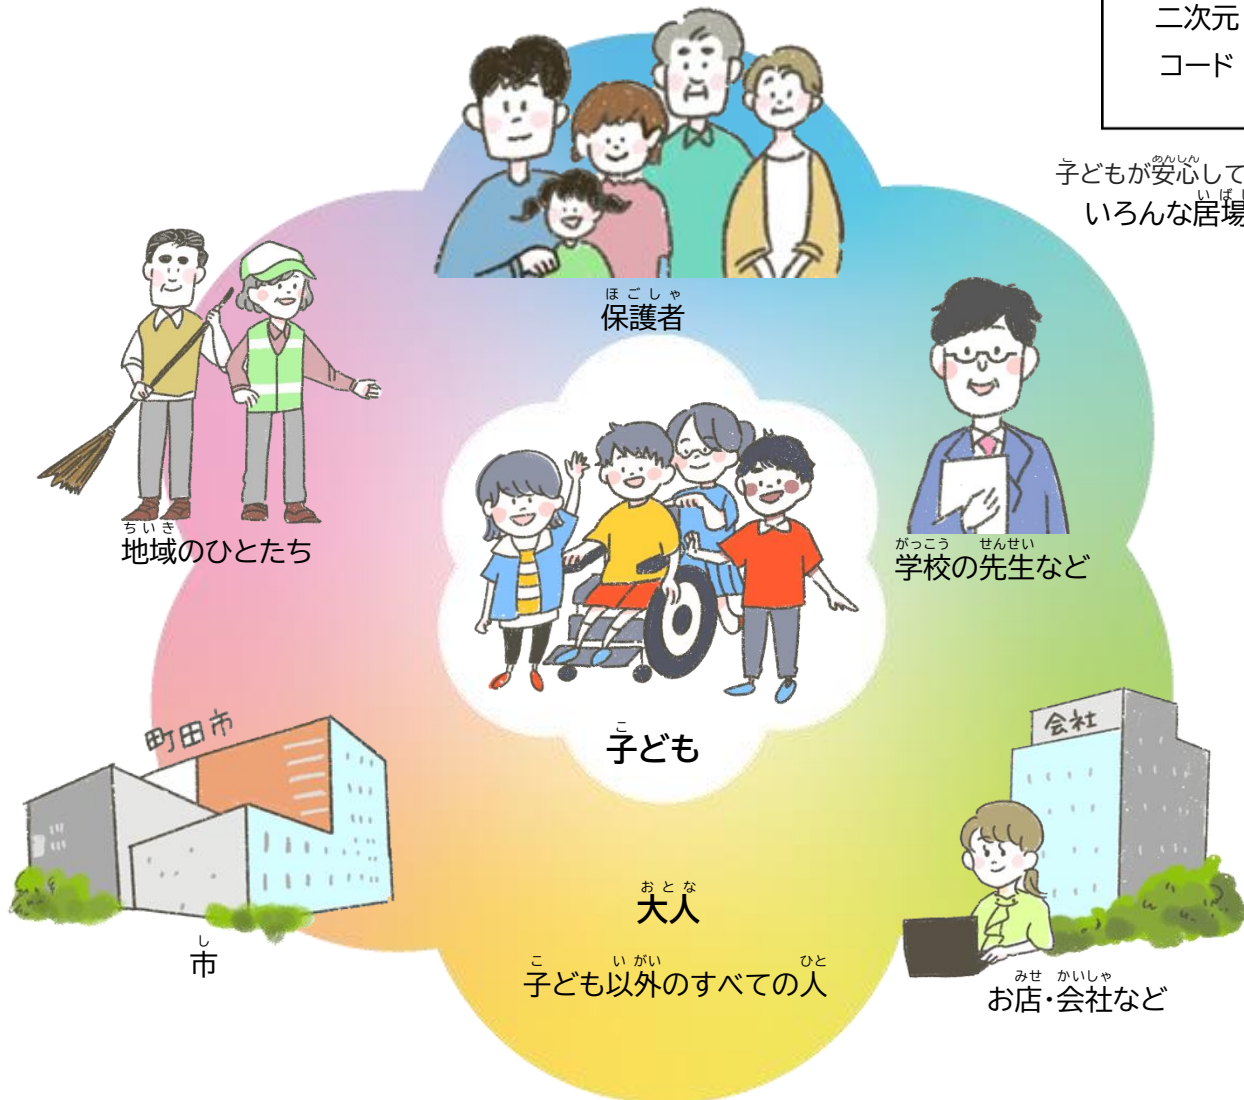 二次元
コード
子どもが安心して
いろんな居場
保護者
地域のひとたち
学校の先生など
子ども
町田市
会社
市
大人
子ども以外のすべての人
お店・会社など